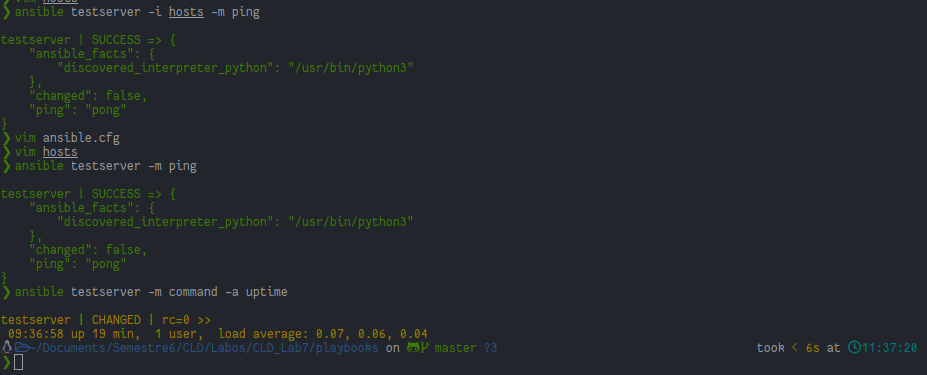 ❯ vim hosts
❯ ansible testserver -i hosts -m ping
testserver | SUCCESS => {
    "ansible_facts": {
        "discovered_interpreter_python": "/usr/bin/python3"
    },
    "changed": false,
    "ping": "pong"
}
❯ vim ansible.cfg
❯ vim hosts
❯ ansible testserver -m ping
testserver | SUCCESS => {
    "ansible_facts": {
        "discovered_interpreter_python": "/usr/bin/python3"
    },
    "changed": false,
    "ping": "pong"
}
❯ ansible testserver -m command -a uptime
testserver | CHANGED | rc=0 >>
 09:36:58 up 19 min,  1 user,  load average: 0.07, 0.06, 0.04
~/Documents/Semestre6/CLD/Labos/CLD_Lab7/playbooks on master ?3 took < 6s at 11:37:20
❯